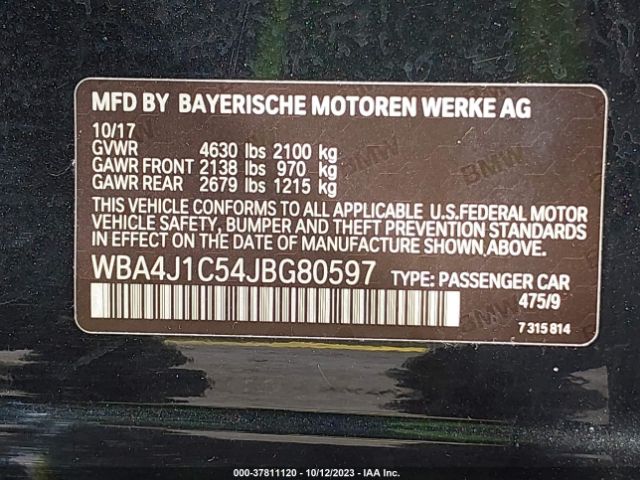 MFD BY BAYERISCHE MOTOREN WERKE AG
10/17
GVWR 4630 lbs 2100 kg
GAWR FRONT 2138 lbs 970 kg
GAWR REAR 2679 lbs 1215 kg
THIS VEHICLE CONFORMS TO ALL APPLICABLE U.S.FEDERAL MOTOR
VEHICLE SAFETY, BUMPER AND THEFT PREVENTION STANDARDS
IN EFFECT ON THE DATE OF MANUFACTURE SHOWN ABOVE.
WBA4J1C54JBG80597 TYPE: PASSENGER CAR
475/9
7 315 814
BMW
BMW
BMW
000-37811120 - 10/12/2023 - IAA Inc.